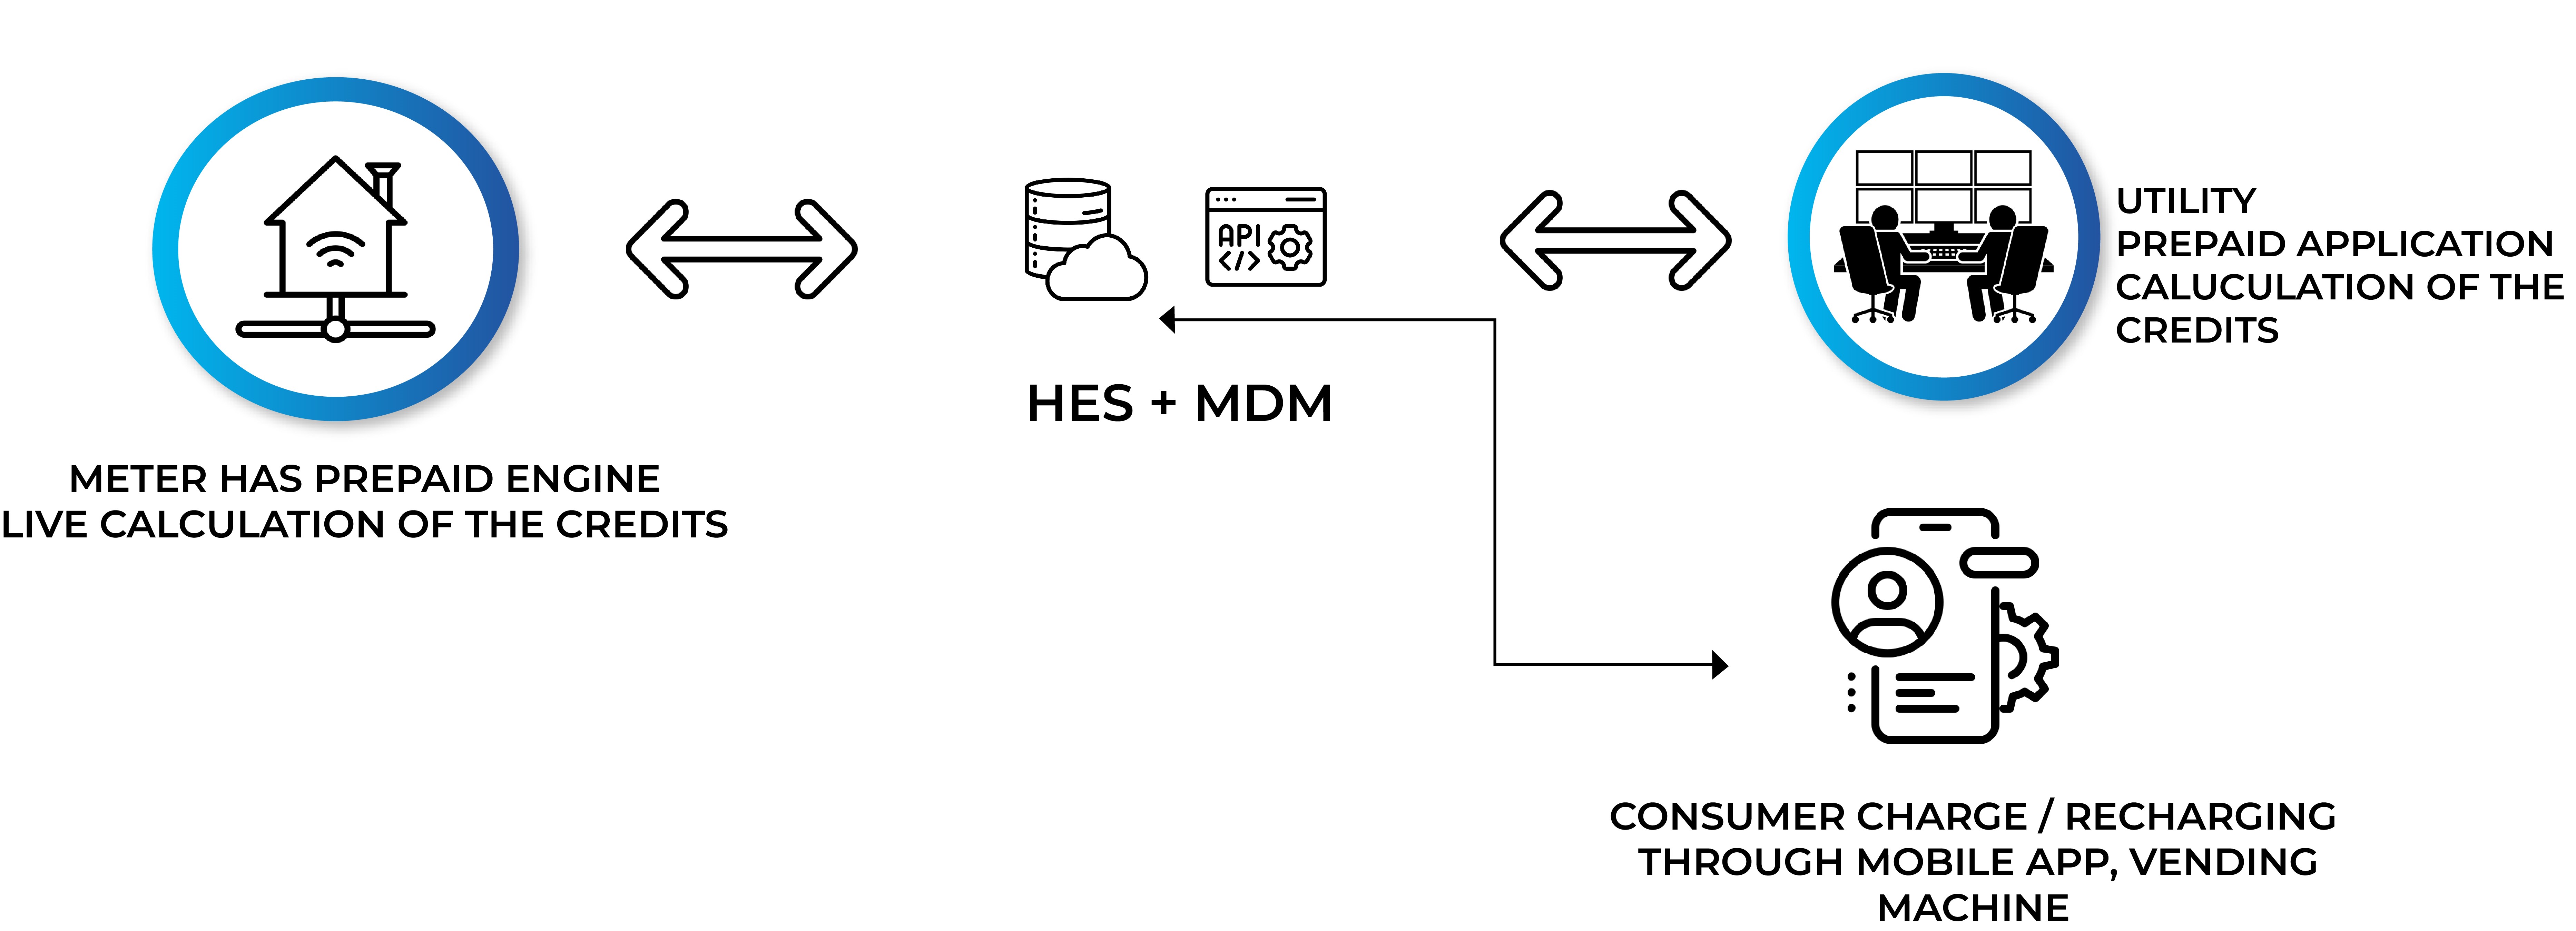 METER HAS PREPAID ENGINE
LIVE CALCULATION OF THE CREDITS
API
</>
HES + MDM
UTILITY
PREPAID APPLICATION
CALUCULATION OF THE
CREDITS
CONSUMER CHARGE / RECHARGING
THROUGH MOBILE APP, VENDING
MACHINE